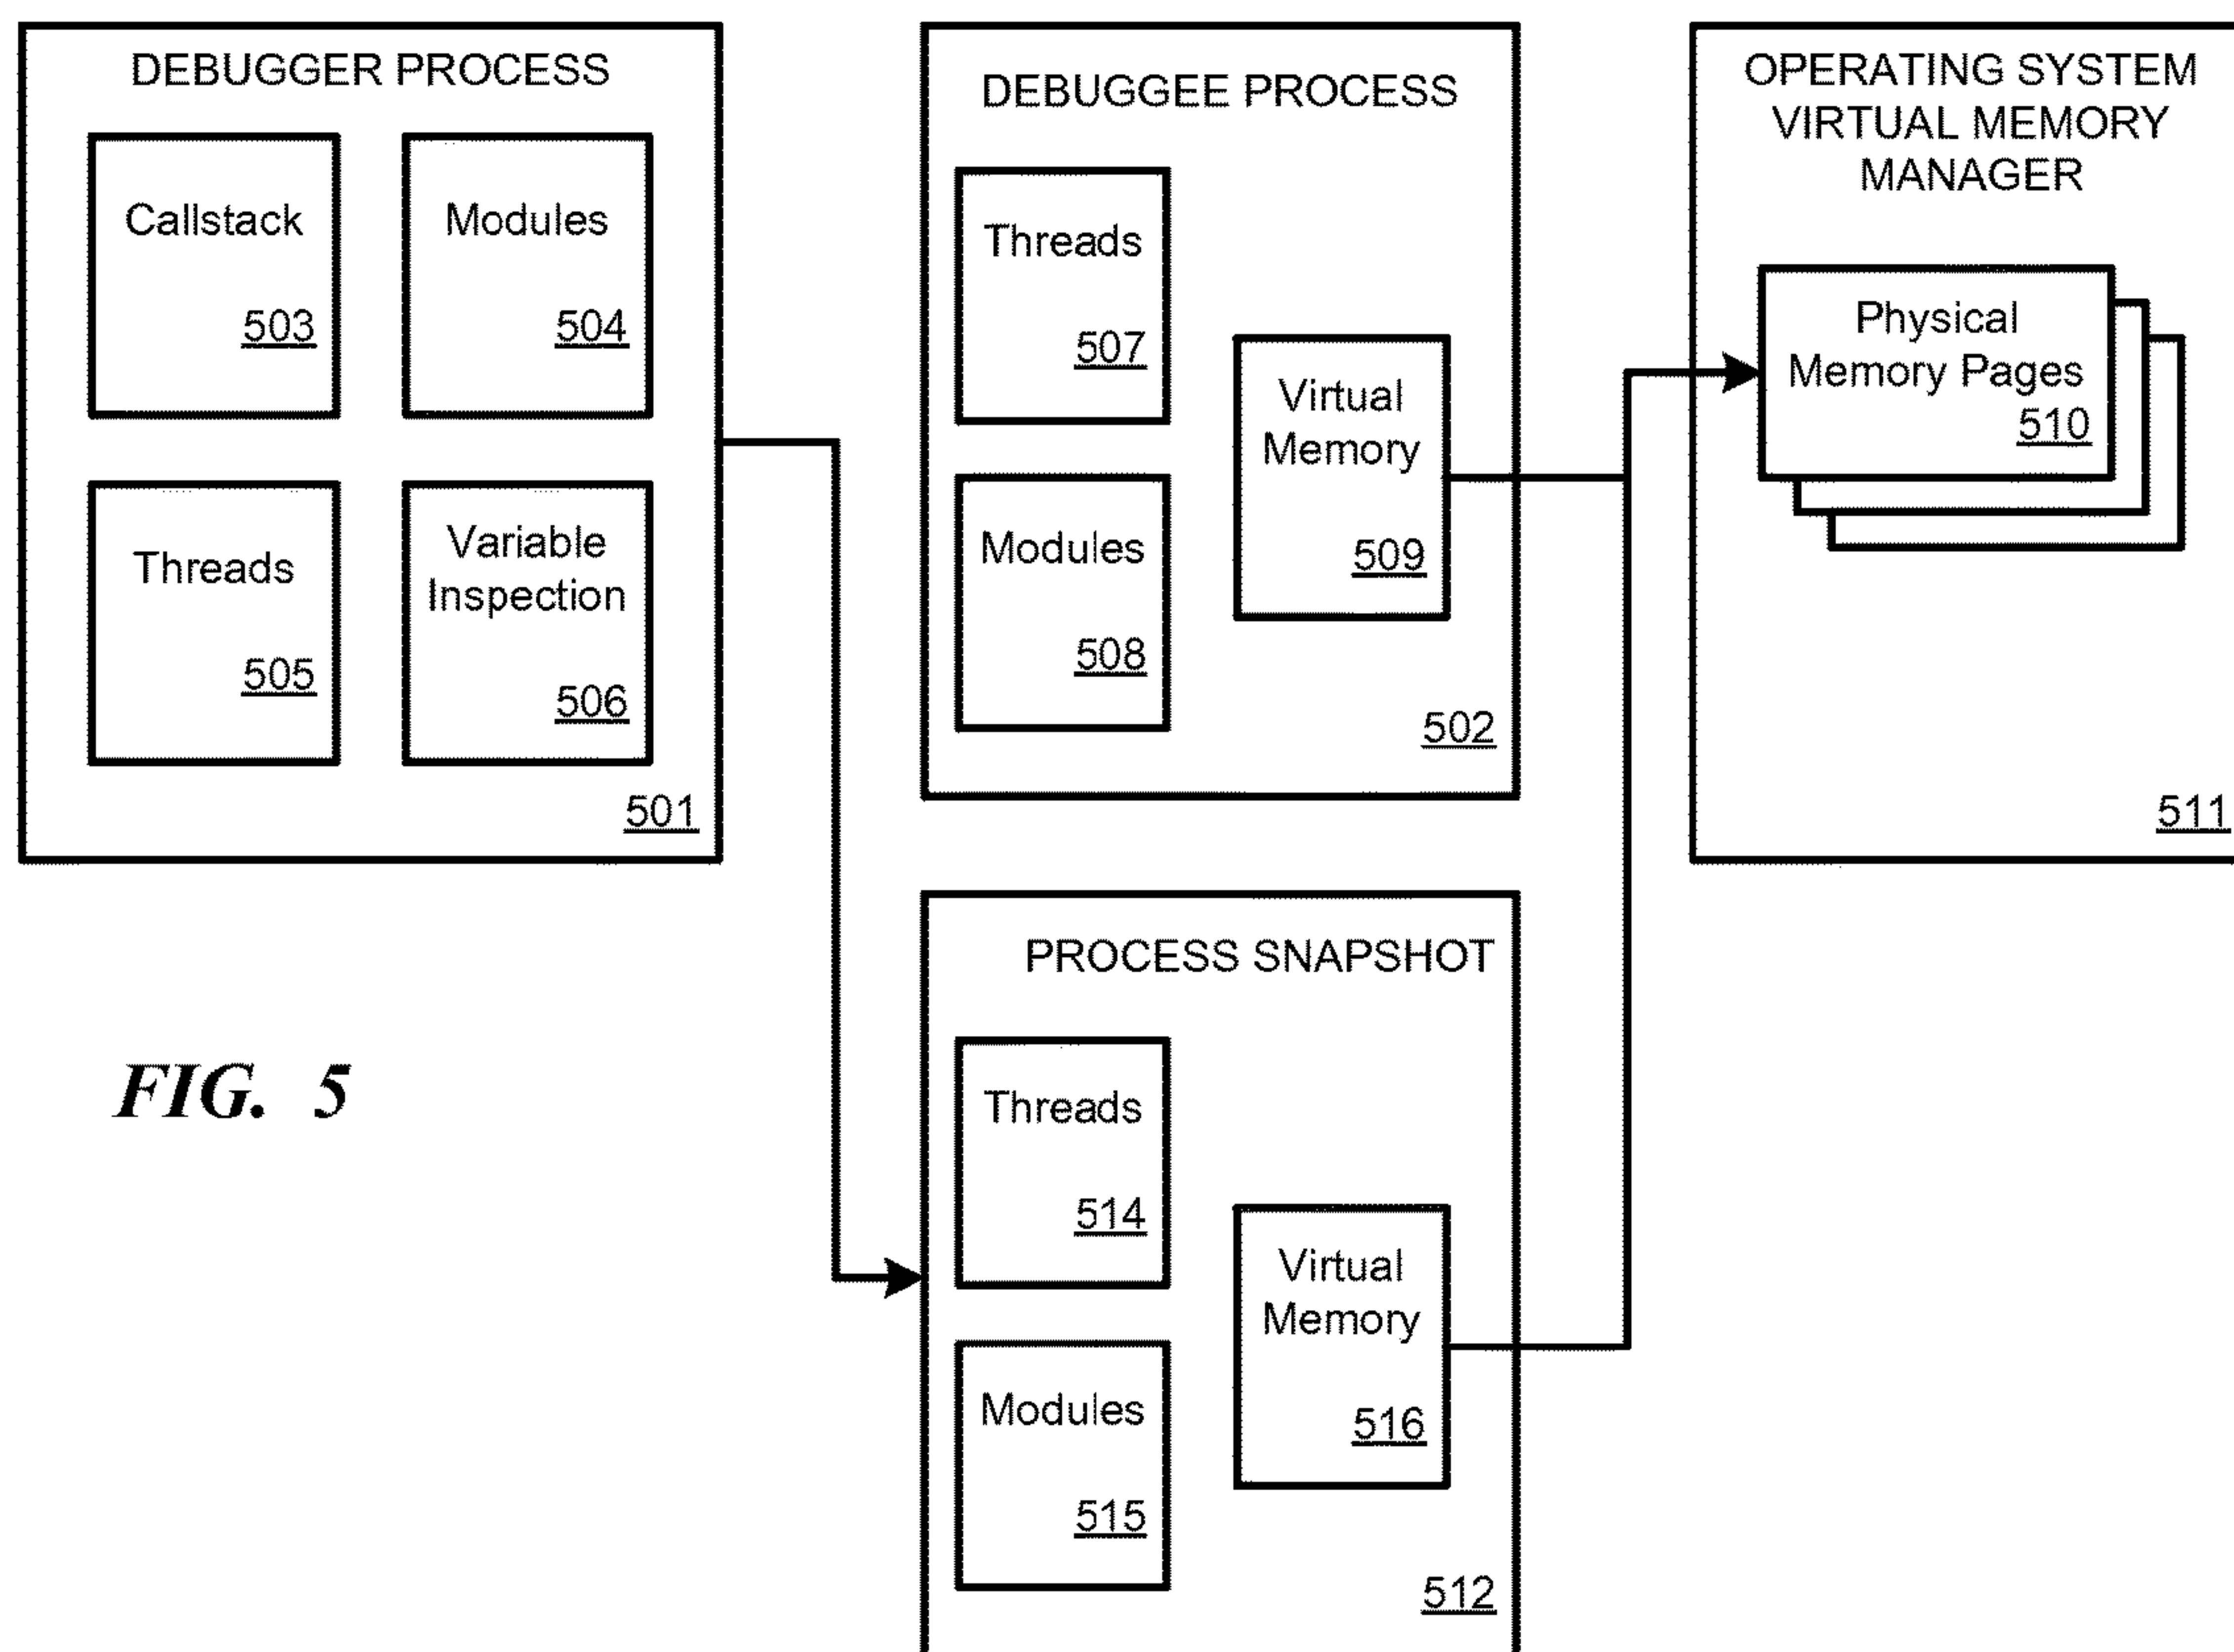 DEBUGGER PROCESS
Callstack
503
Modules
504
Threads
505
Variable
Inspection
506
501
DEBUGGEE PROCESS
Threads
507
Modules
508
Virtual
Memory
509
502
OPERATING SYSTEM
VIRTUAL MEMORY
MANAGER
Physical
Memory Pages
510
511
PROCESS SNAPSHOT
Threads
514
Modules
515
Virtual
Memory
516
512
FIG. 5